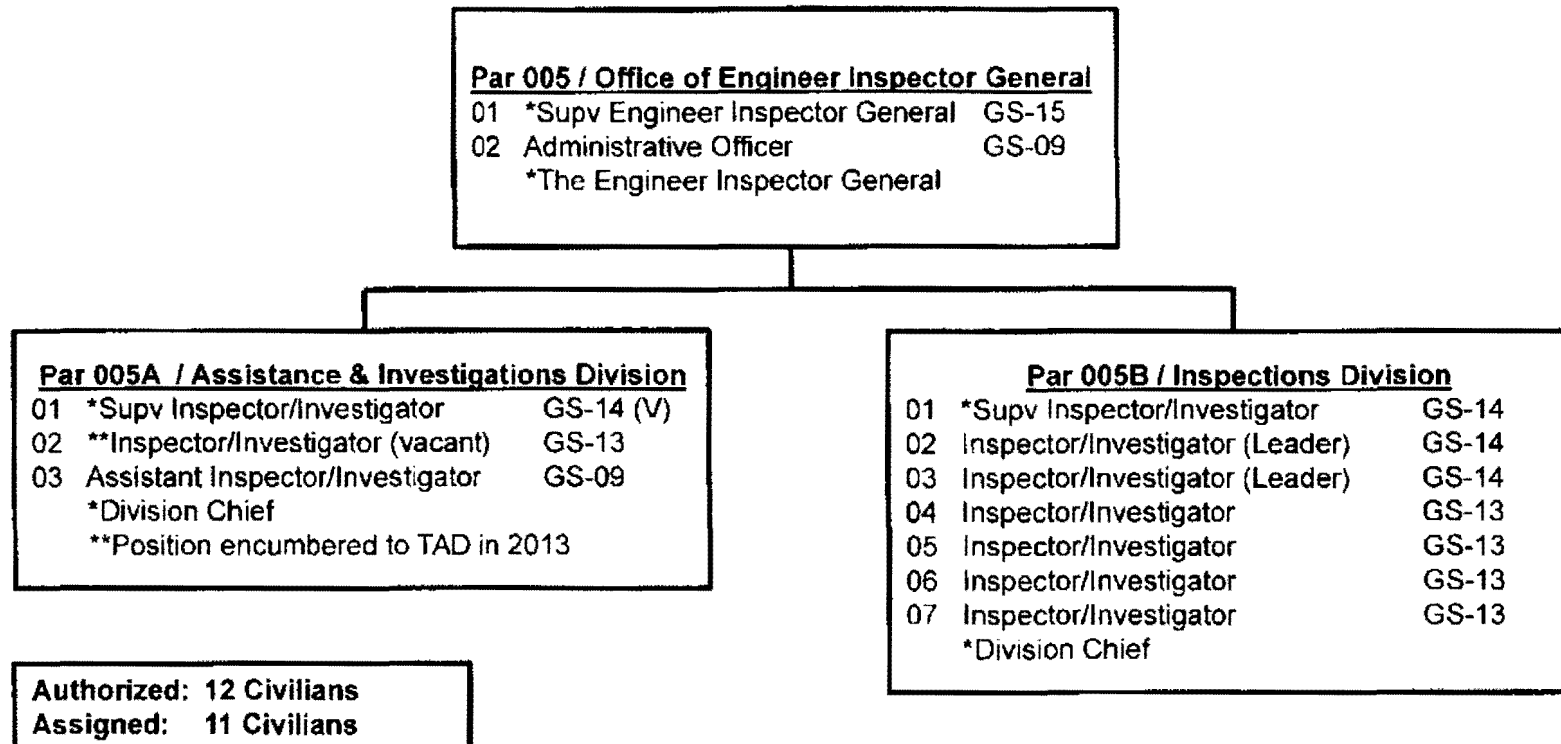 Par 005 / Office of Engineer Inspector General
01 *Supv Engineer Inspector General GS-15
02 Administrative Officer GS-09
*The Engineer Inspector General
Par 005A / Assistance & Investigations Division
01 *Supv Inspector/Investigator GS-14 (V)
02 **Inspector/Investigator (vacant) GS-13
03 Assistant Inspector/Investigator GS-09
*Division Chief
**Position encumbered to TAD in 2013
Par 005B / Inspections Division
01 *Supv Inspector/Investigator GS-14
02 Inspector/Investigator (Leader) GS-14
03 Inspector/Investigator (Leader) GS-14
04 Inspector/Investigator GS-13
05 Inspector/Investigator GS-13
06 Inspector/Investigator GS-13
07 Inspector/Investigator GS-13
*Division Chief
Authorized: 12 Civilians
Assigned: 11 Civilians